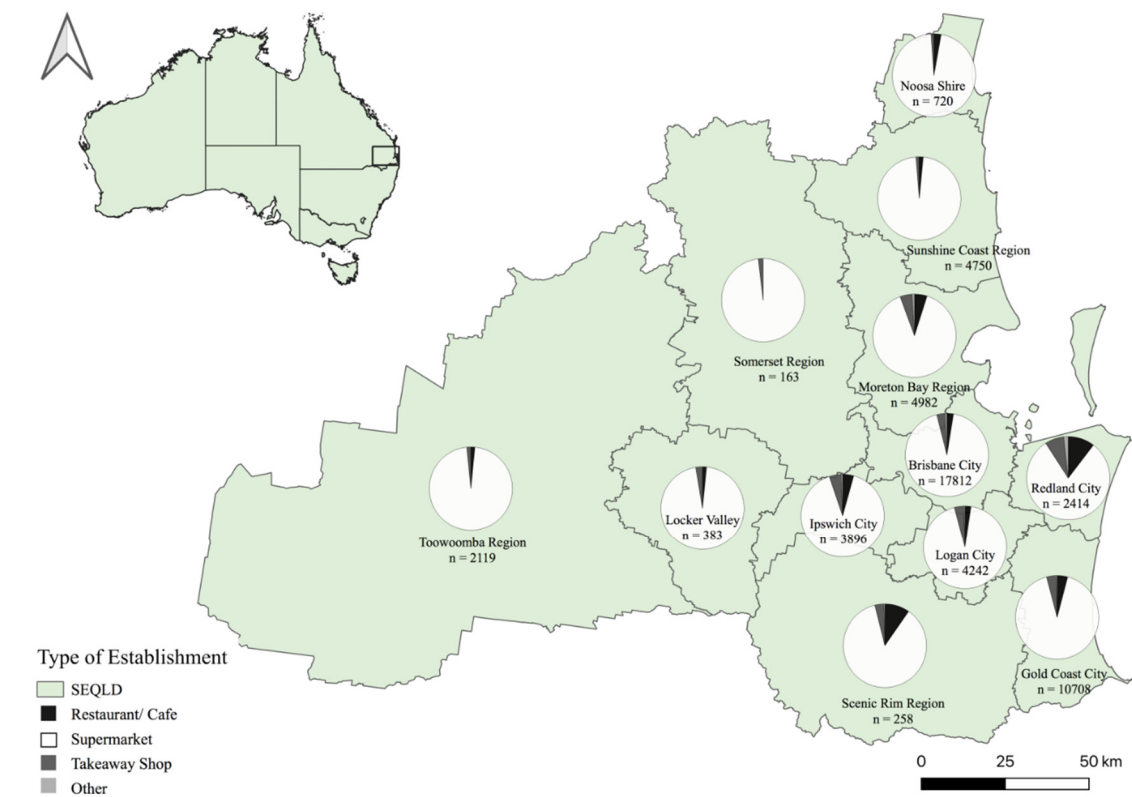 Noosa Shire
n = 720
Sunshine Coast Region
n = 4750
Somerset Region
n = 163
Moreton Bay Region
n = 4982
Brisbane City
n = 17812
Redland City
n = 2414
Locker Valley
n = 383
Ipswich City
n = 3896
Toowoomba Region
n = 2119
Logan City
n = 4242
Gold Coast City
n = 10708
Scenic Rim Region
n = 258
Type of Establishment
SEQLD
Restaurant/ Cafe
Supermarket
Takeaway Shop
Other
0 25 50 km